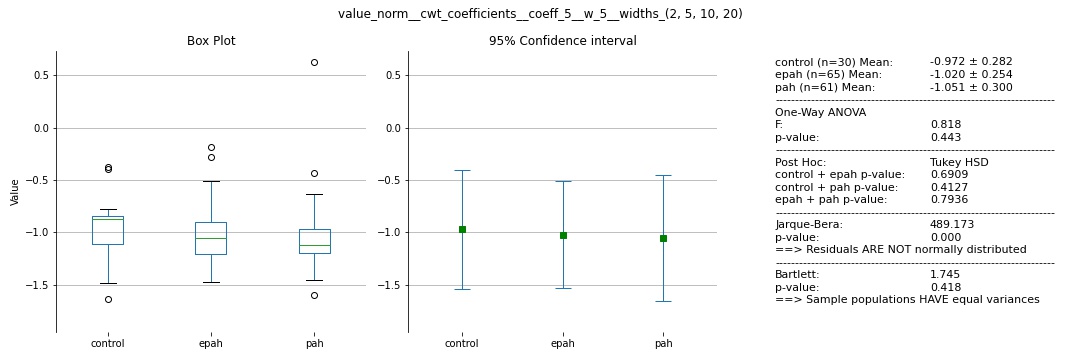 value_norm__cwt_coefficients__coeff_5__w_5__widths_(2, 5, 10, 20)
Box Plot
Value
0.5
0.0
−0.5
−1.0
−1.5
control epah pah
95% Confidence interval
0.5
0.0
−0.5
−1.0
−1.5
control epah pah
control (n=30) Mean: -0.972 ± 0.282
epah (n=65) Mean: -1.020 ± 0.254
pah (n=61) Mean: -1.051 ± 0.300
One-Way ANOVA
F: 0.818
p-value: 0.443
Post Hoc: Tukey HSD
control + epah p-value: 0.6909
control + pah p-value: 0.4127
epah + pah p-value: 0.7936
Jarque-Bera: 489.173
p-value: 0.000
==> Residuals ARE NOT normally distributed
Bartlett: 1.745
p-value: 0.418
==> Sample populations HAVE equal variances